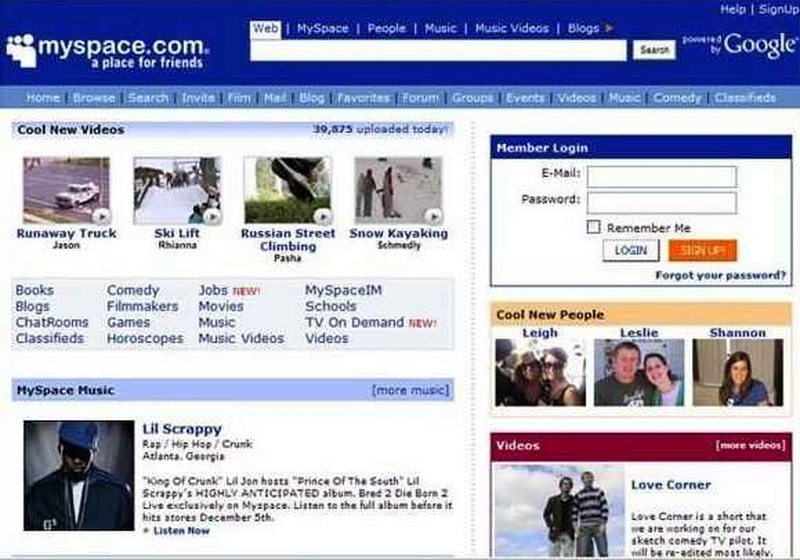 Help | SignUp
myspace.com
a place for friends
Web | MySpace | People | Music | Music Videos | Blogs
Search
powered by Google
Home | Browse | Search | Invite | Film | Mail | Blog | Favorites | Forum | Groups | Events | Videos | Music | Comedy | Classifieds
Cool New Videos
39,875 uploaded today!
Runaway Truck
Jason
Ski Lift
Rhianna
Russian Street
Climbing
Pasha
Snow Kayaking
Schmedly
Books
Comedy
Jobs NEW!
MySpaceIM
Blogs
Filmmakers
Movies
Schools
ChatRooms
Games
Music
TV On Demand NEW!
Classifieds
Horoscopes
Music Videos
Videos
MySpace Music
[more music]
Lil Scrappy
Rap / Hip Hop / Crunk
Atlanta, Georgia
"King Of Crunk" Lil Jon hosts "Prince Of The South" Lil
Scrappy's HIGHLY ANTICIPATED album, Bred 2 Die Born 2
Live exclusively on Myspace. Listen to the full album before it
hits stores December 5th.
+ Listen Now
Member Login
E-Mail:
Password:
Remember Me
LOGIN
SIGN UP!
Forgot your password?
Cool New People
Leigh
Leslie
Shannon
Videos
[more videos]
Love Corner
Love Corner is a short that
we are working on for our
sketch comedy TV pilot. It
will be re-edited most likely.